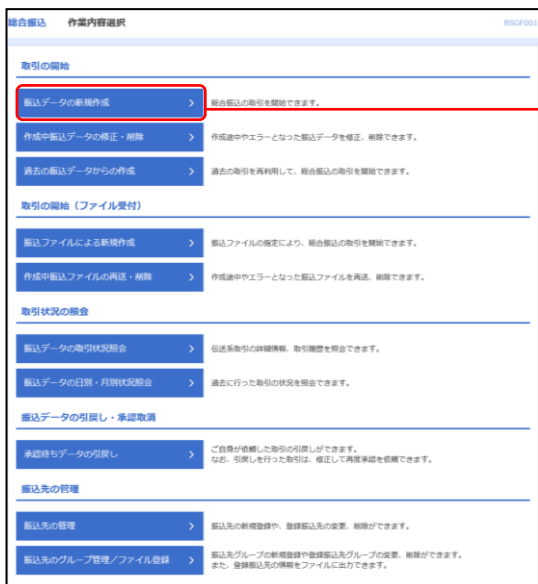 総合振込 作業内容選択 BSGF001
取引の開始
振込データの新規作成 > 総合振込の取引を開始できます。
作成中振込データの修正・削除 > 作成途中やエラーとなった振込データを修正、削除できます。
過去の振込データからの作成 > 過去の取引を再利用して、総合振込の取引を開始できます。
取引の開始（ファイル受付）
振込ファイルによる新規作成 > 振込ファイルの指定により、総合振込の取引を開始できます。
作成中振込ファイルの再送・削除 > 作成途中やエラーとなった振込ファイルを再送、削除できます。
取引状況の照会
振込データの取引状況照会 > 伝送系取引の詳細情報、取引履歴を照会できます。
振込データの日別・月別状況照会 > 過去に行った取引の状況を照会できます。
振込データの引戻し・承認取消
承認待ちデータの引戻し > ご自身が依頼した取引の引戻しができます。
なお、引戻しを行った取引は、修正して再度承認を依頼できます。
振込先の管理
振込先の管理 > 振込先の新規登録や、登録振込先の変更、削除ができます。
振込先のグループ管理／ファイル登録 > 振込先グループの新規登録や登録振込先グループの変更、削除ができます。
また、登録振込先の情報をファイルに出力できます。